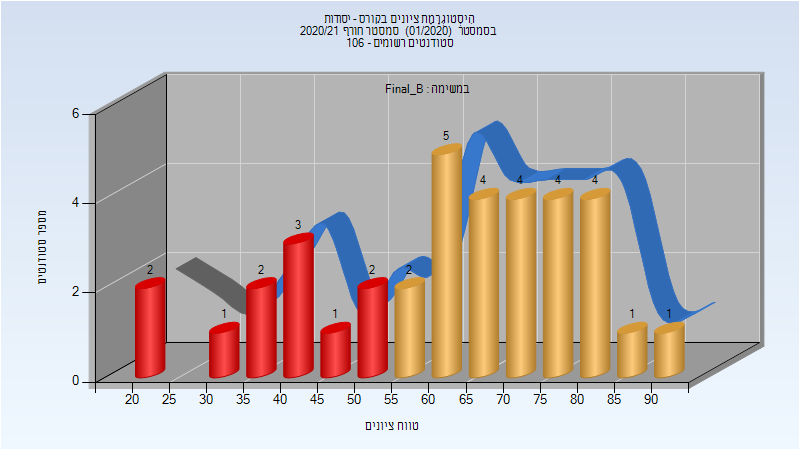 היסטוגרמת ציונים בקורס - יסודות
בסמסטר (01/2020) סמסטר חורף 2020/21
סטודנטים רשומים - 106
במשימה : Final_B
מספר סטודנטים
6
4
2
0
2
1
2
3
1
2
2
5
4
4
4
4
1
1
20 25 30 35 40 45 50 55 60 65 70 75 80 85 90
טווח ציונים